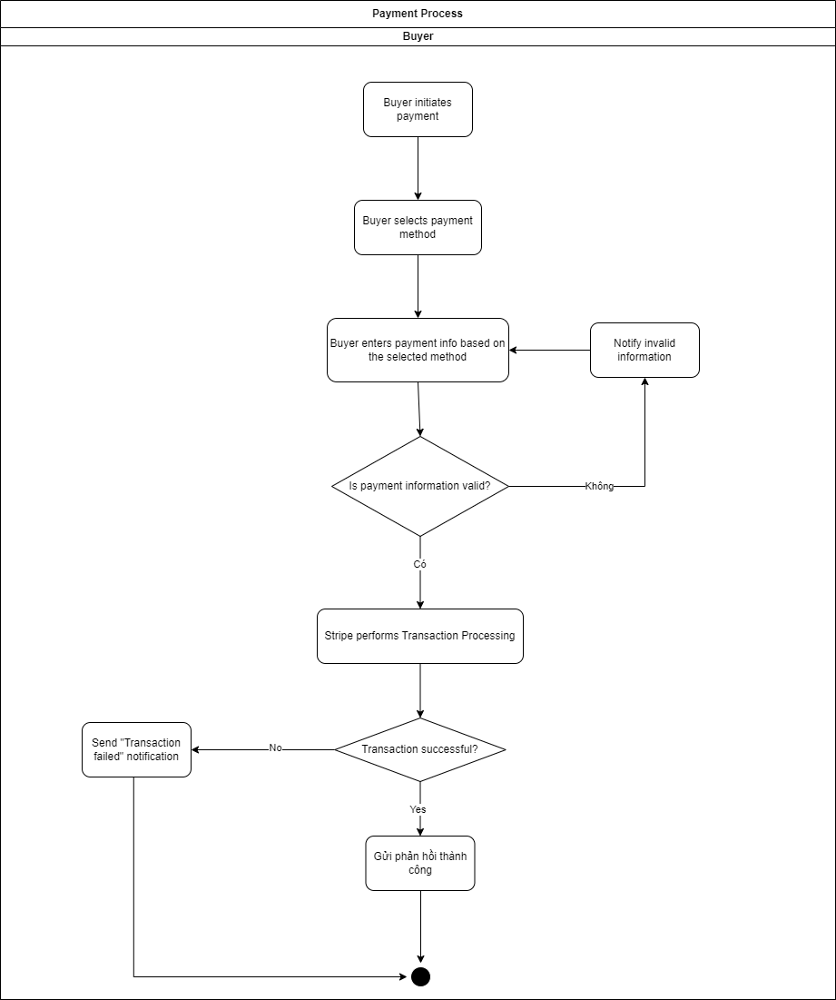 Payment Process
Buyer
Buyer initiates
payment
Buyer selects payment
method
Buyer enters payment info based on
the selected method
Notify invalid
information
Is payment information valid?
Không
Có
Stripe performs Transaction Processing
Transaction successful?
No
Send "Transaction
failed" notification
Yes
Gửi phản hồi thành
công